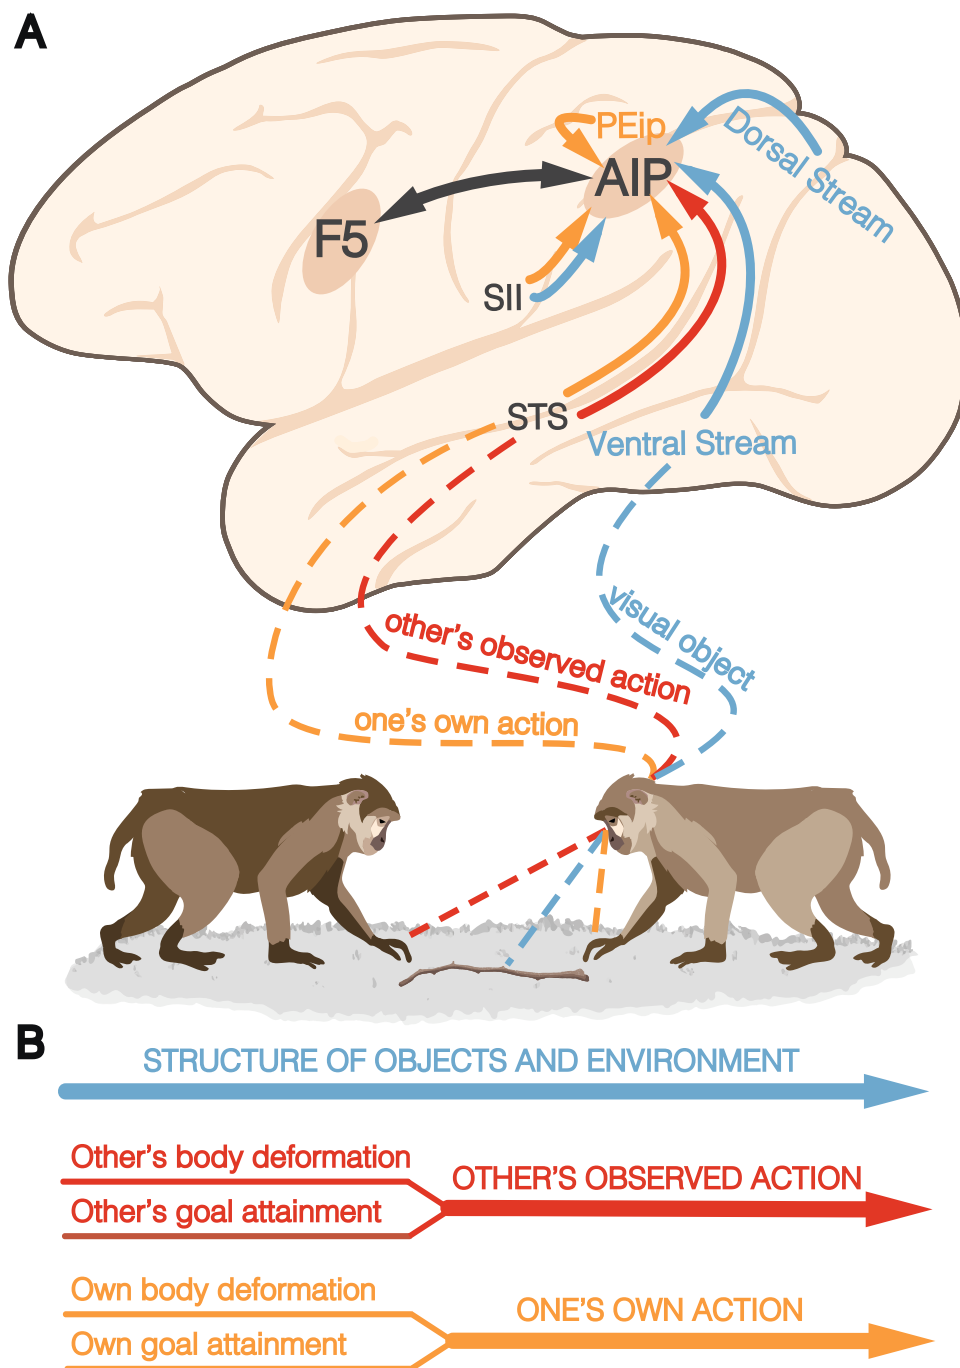 A
PEip
Dorsal Stream
AIP
F5
SII
STS
Ventral Stream
visual object
other's observed action
one's own action
B
STRUCTURE OF OBJECTS AND ENVIRONMENT
Other's body deformation
OTHER'S OBSERVED ACTION
Other's goal attainment
Own body deformation
ONE'S OWN ACTION
Own goal attainment